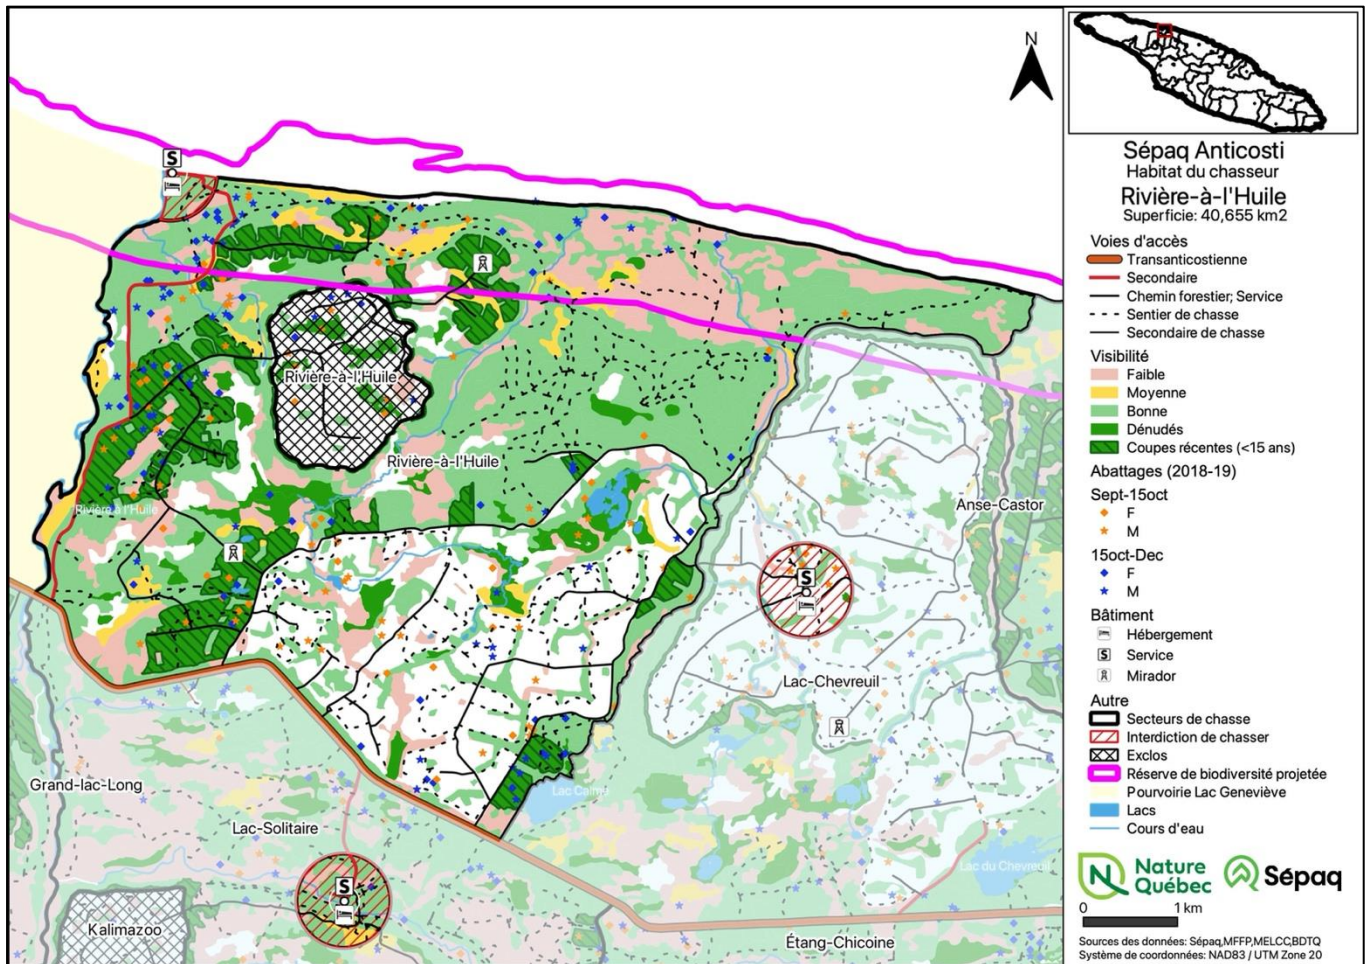 N
Sépaq Anticosti
Habitat du chasseur
Rivière-à-l'Huile
Superficie: 40,655 km2
Voies d'accès
Transanticostienne
Secondaire
Chemin forestier; Service
Sentier de chasse
Secondaire de chasse
Visibilité
Faible
Moyenne
Bonne
Dénudés
Coupes récentes (<15 ans)
Abattages (2018-19)
Sept-15oct
F
M
15oct-Dec
F
M
Bâtiment
Hébergement
S Service
Mirador
Autre
Secteurs de chasse
Interdiction de chasser
Exclos
Réserve de biodiversité projetée
Pourvoirie Lac Geneviève
Lacs
Cours d'eau
Nature
Québec
Sépaq
0 1 km
Sources des données: Sépaq,MFFP,MELCC,BDTQ
Système de coordonnées: NAD83 / UTM Zone 20
S
Rivière-à-l'Huile
Rivière-à-l'Huile
Rivière à l'Huile
Anse-Castor
S
Lac-Chevreuil
Grand-lac-Long
Lac Calme
Lac-Solitaire
Lac du Chevreuil
S
Kalimazoo
Étang-Chicoine